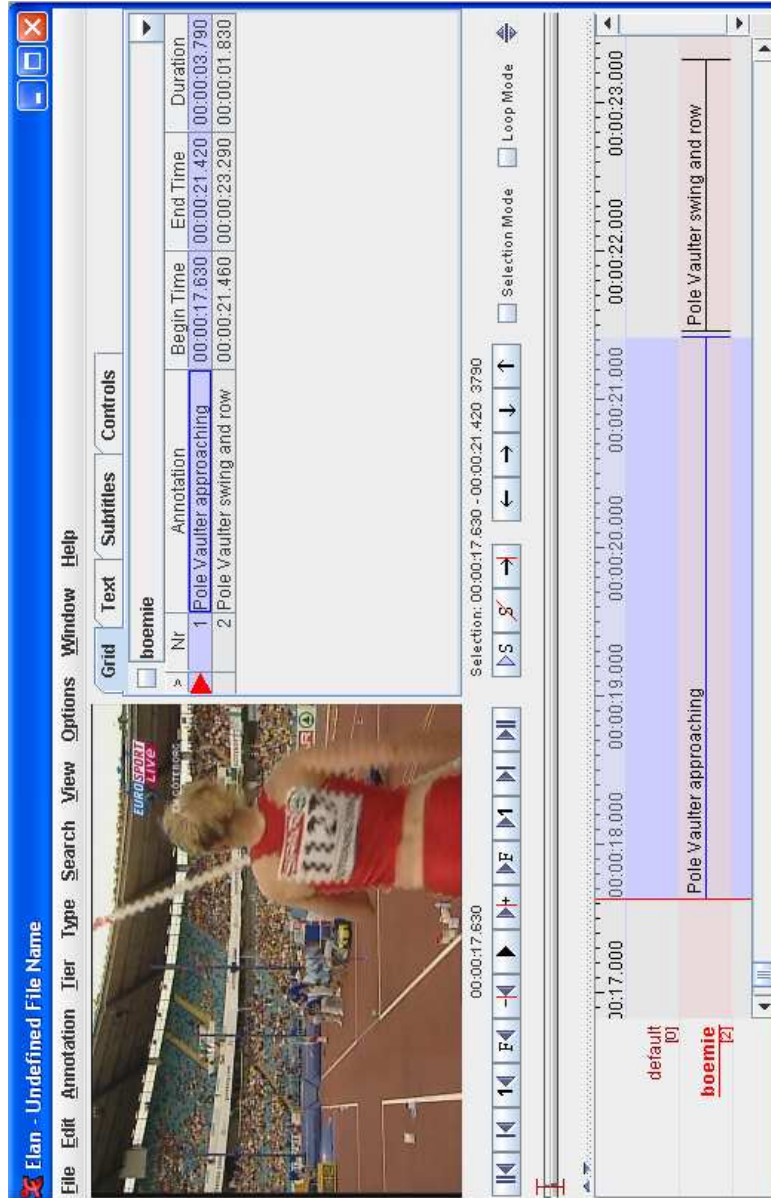 Elan - Undefined File Name
File Edit Annotation Tier Type Search View Options Window Help
Grid Text Subtitles Controls
boemie
> Nr Annotation Begin Time End Time Duration
1 Pole Vaulter approaching 00:00:17.630 00:00:21.420 00:00:03.790
2 Pole Vaulter swing and row 00:00:21.460 00:00:23.290 00:00:01.830
EUROSPORT
LIVE
GÖTEBORG
00:00:17.630
Selection: 00:00:17.630 - 00:00:21.420 3790
1 F - + F 1
S S
Selection Mode Loop Mode
00:17.000 00:00:18.000 00:00:19.000 00:00:20.000 00:00:21.000 00:00:22.000 00:00:23.000
default
[0]
boemie
[2]
Pole Vaulter approaching Pole Vaulter swing and row